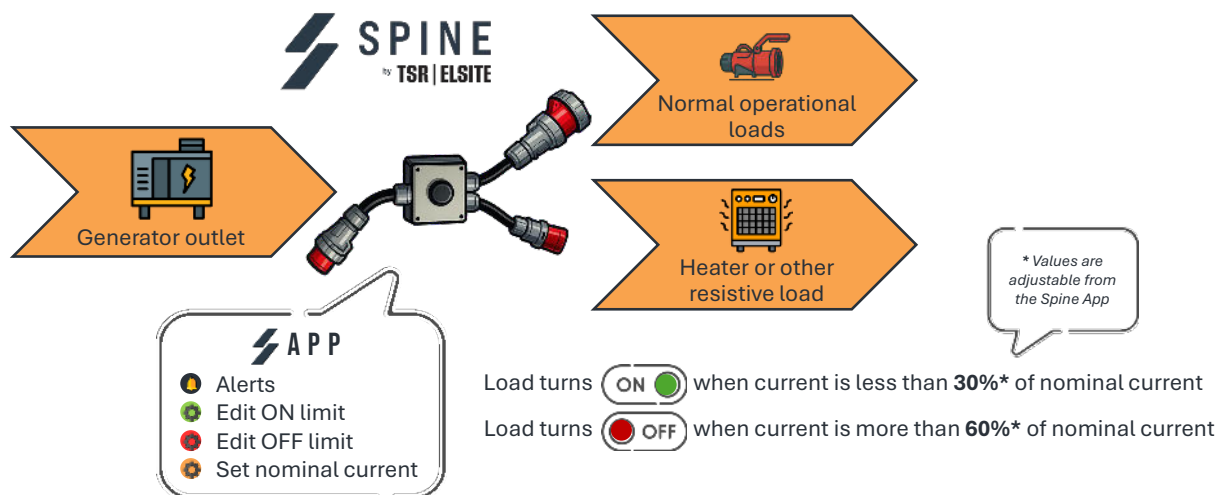 SPINE
by TSR | ELSITE
Normal operational
loads
Generator outlet
Heater or other
resistive load
* Values are
adjustable from
the Spine App
APP
Alerts
Edit ON limit
Edit OFF limit
Set nominal current
Load turns ON when current is less than 30%* of nominal current
Load turns OFF when current is more than 60%* of nominal current